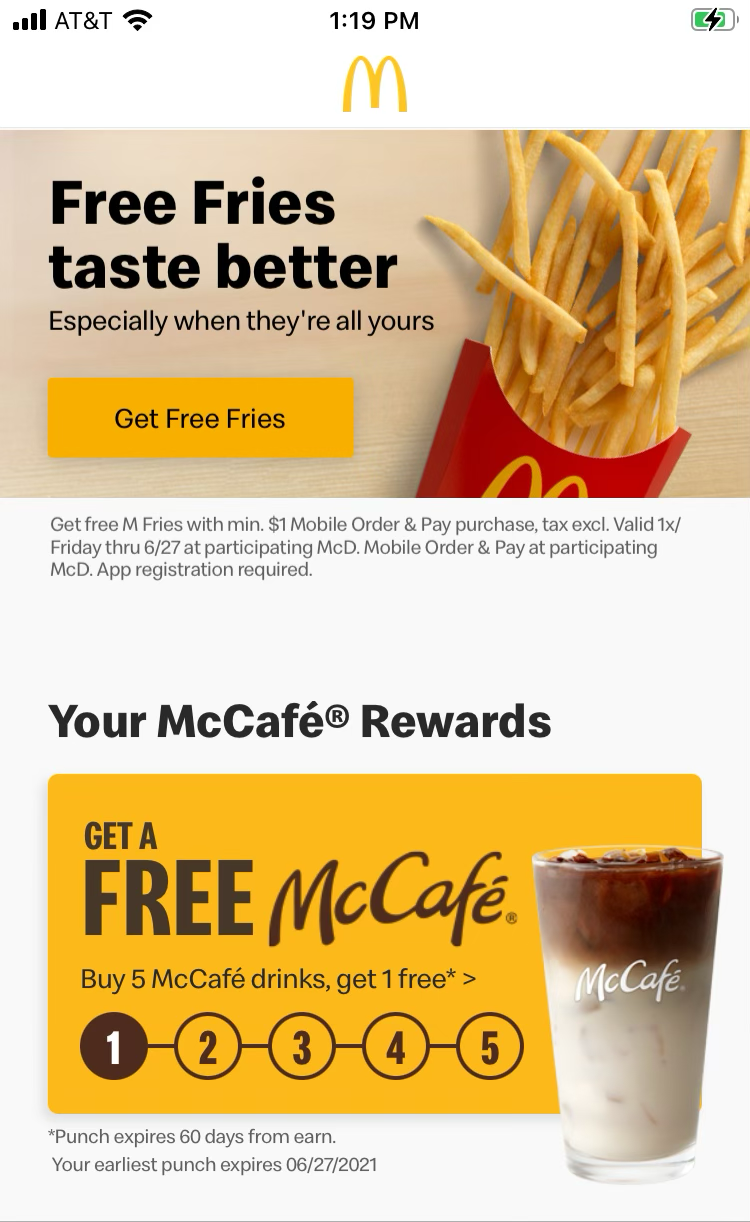 AT&T 1:19 PM
Free Fries
taste better
Especially when they're all yours
Get Free Fries
Get free M Fries with min. $1 Mobile Order & Pay purchase, tax excl. Valid 1x/
Friday thru 6/27 at participating McD. Mobile Order & Pay at participating
McD. App registration required.
Your McCafé® Rewards
GET A
FREE McCafé®
McCafé®
Buy 5 McCafé drinks, get 1 free* >
1 2 3 4 5
*Punch expires 60 days from earn.
Your earliest punch expires 06/27/2021